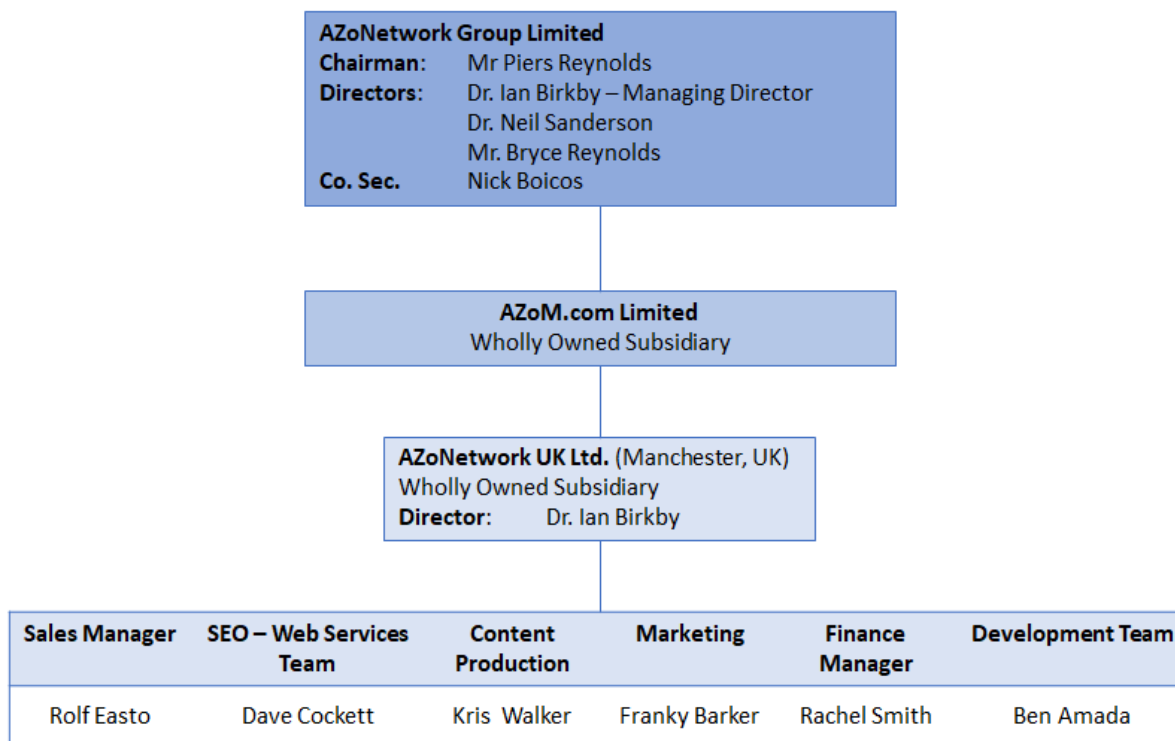 AZoNetwork Group Limited
Chairman: Mr Piers Reynolds
Directors: Dr. Ian Birkby – Managing Director
Dr. Neil Sanderson
Mr. Bryce Reynolds
Co. Sec. Nick Boicos
AZoM.com Limited
Wholly Owned Subsidiary
AZoNetwork UK Ltd. (Manchester, UK)
Wholly Owned Subsidiary
Director: Dr. Ian Birkby
Sales Manager
SEO – Web Services
Team
Content
Production
Marketing
Finance
Manager
Development Team
Rolf Easto
Dave Cockett
Kris Walker
Franky Barker
Rachel Smith
Ben Amada